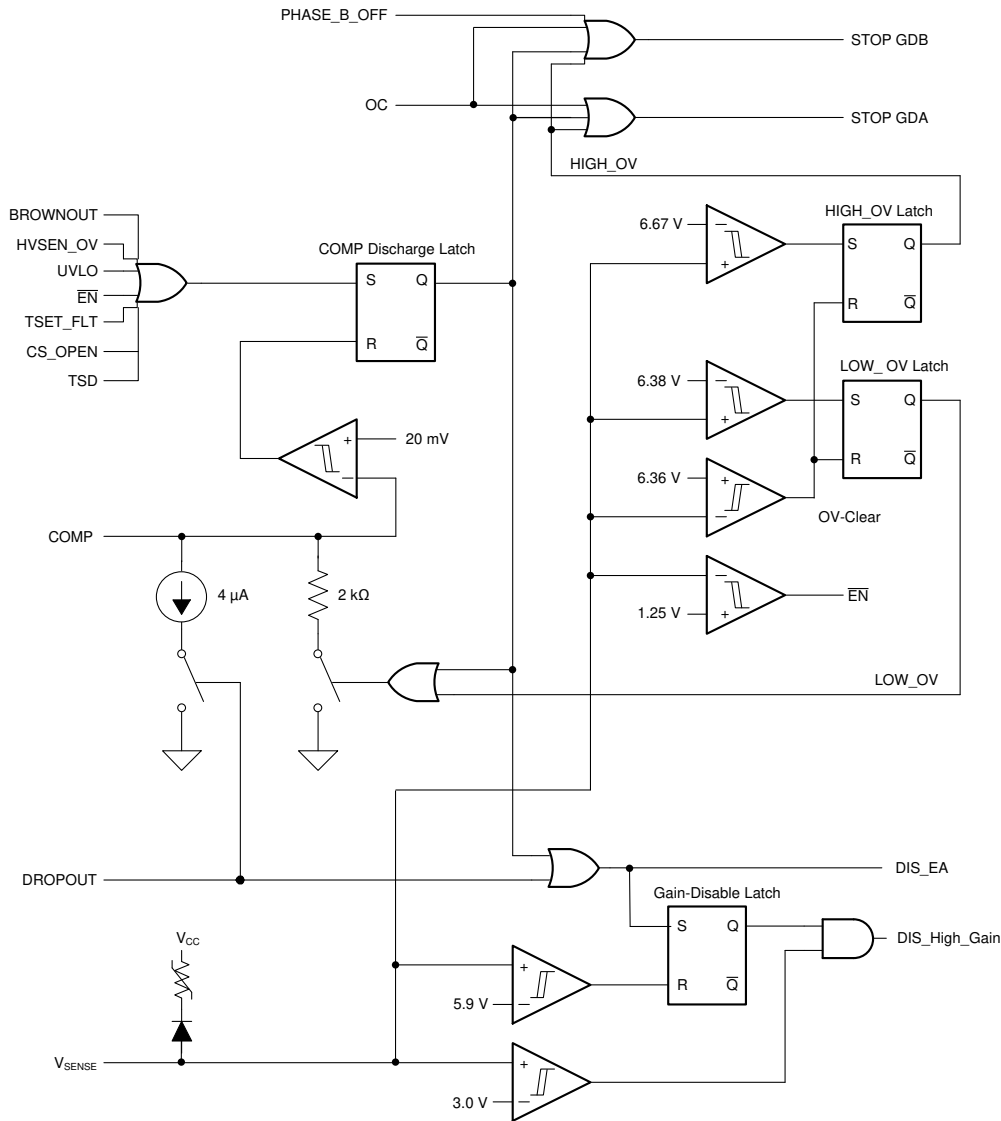 PHASE_B_OFF
STOP GDB
OC
STOP GDA
HIGH_OV
BROWNOUT
HVSEN_OV
UVLO
EN
TSET_FLT
CS_OPEN
TSD
COMP Discharge Latch
S Q
R Q
6.67 V
−
+
HIGH_OV Latch
S Q
R Q
6.38 V
−
+
LOW_ OV Latch
S Q
R Q
+ 20 mV
−
6.36 V
+
−
OV-Clear
COMP
4 µA
2 kΩ
−
1.25 V
+
EN
LOW_OV
DROPOUT
DIS_EA
Gain-Disable Latch
S Q
R Q
DIS_High_Gain
VCC
+
5.9 V
−
VSENSE
+
3.0 V
−